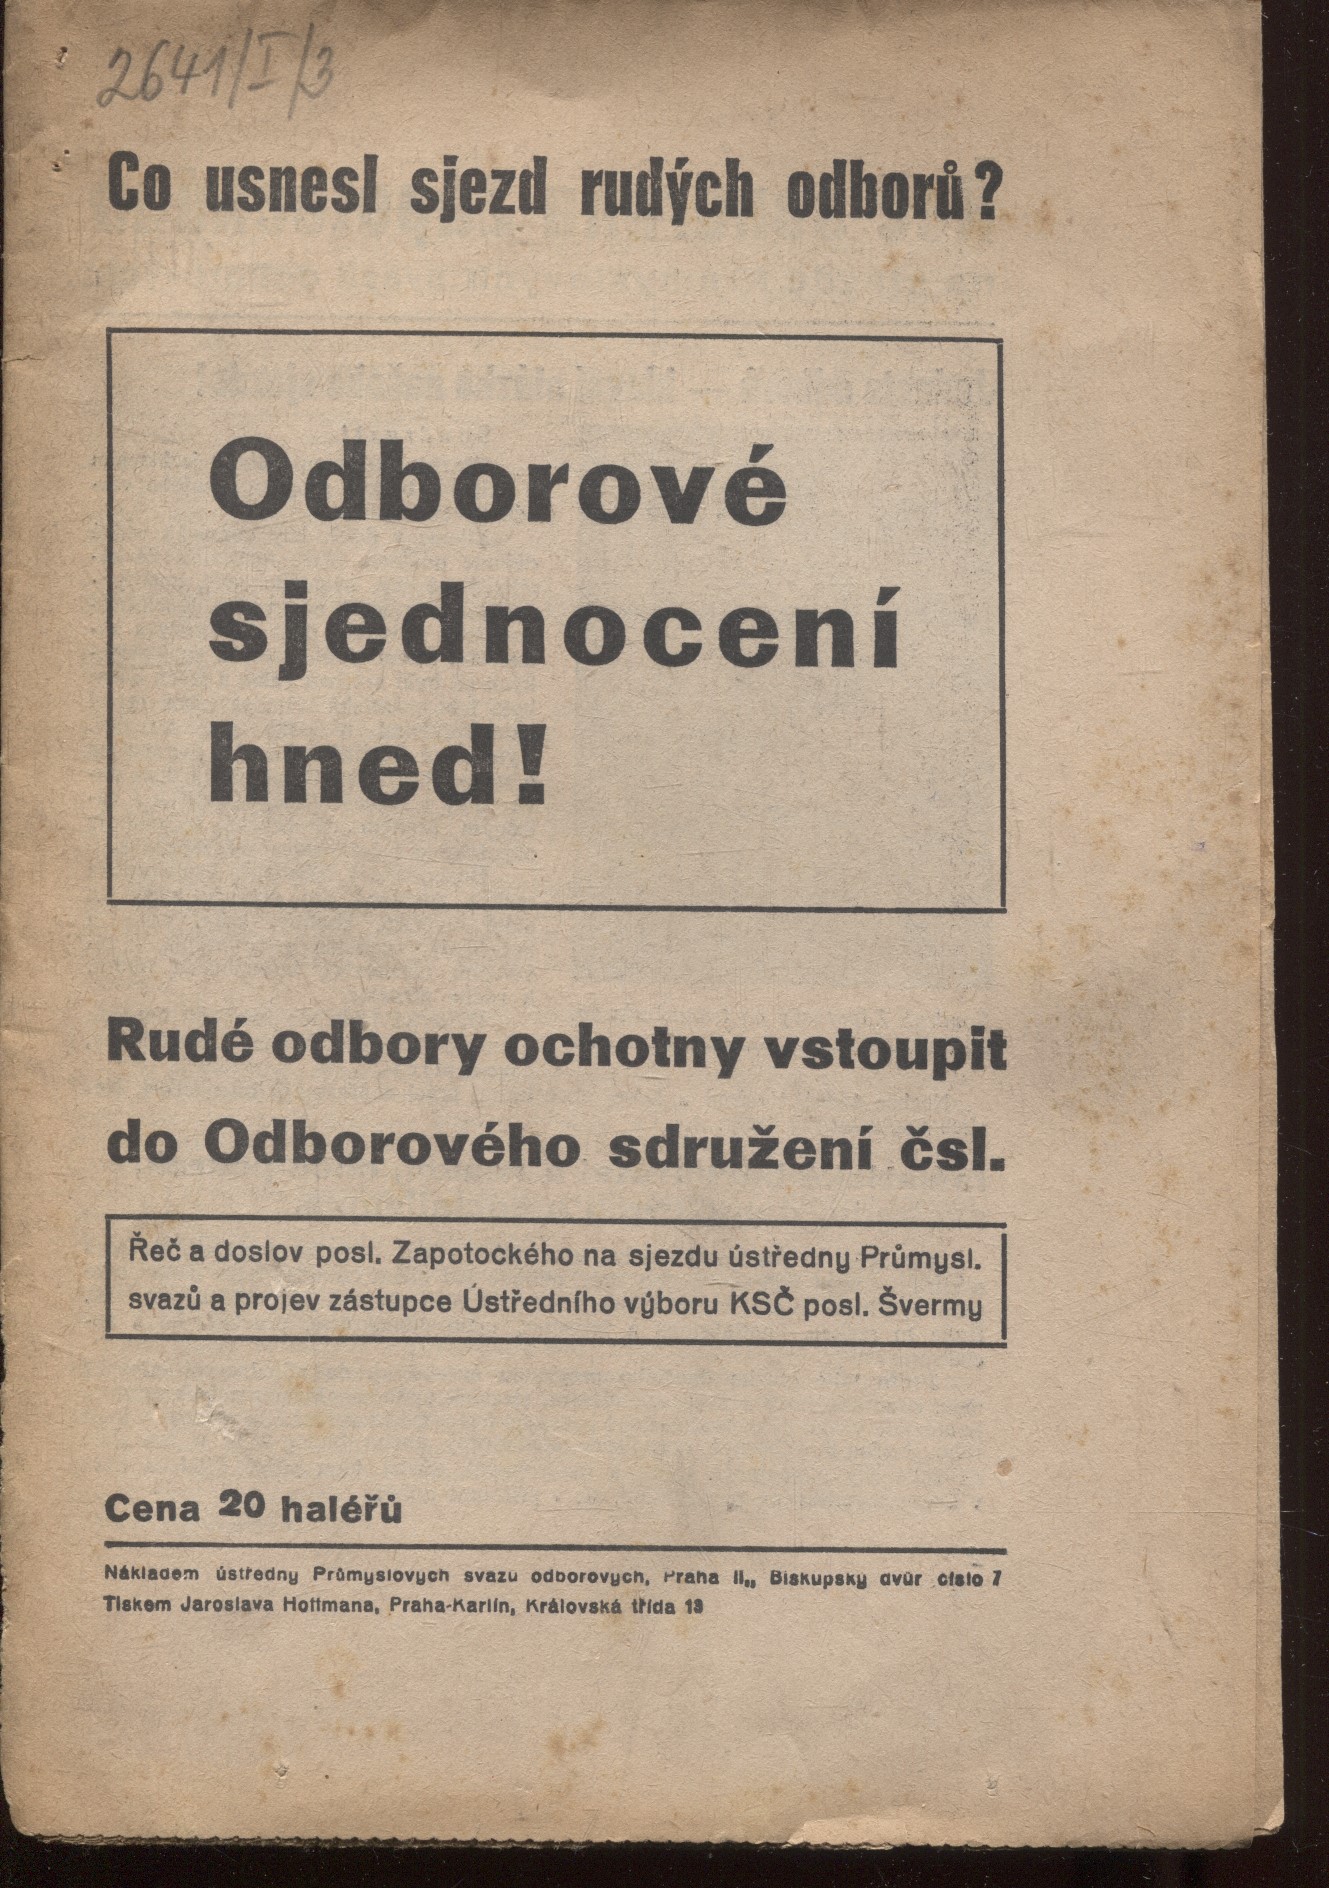 2641/I/3
Co usnesl sjezd rudých odborů?
Odborové
sjednocení
hned!
Rudé odbory ochotny vstoupit
do Odborového sdružení čsl.
Řeč a doslov posl. Zapotockého na sjezdu ústředny Průmysl.
svazů a projev zástupce Ústředního výboru KSČ posl. Švermy
Cena 20 haléřů
Nákladem ústředny Průmyslových svazů odborových, Praha II., Biskupský dvůr číslo 7
Tiskem Jaroslava Hoffmana, Praha-Karlín, Královská třída 13